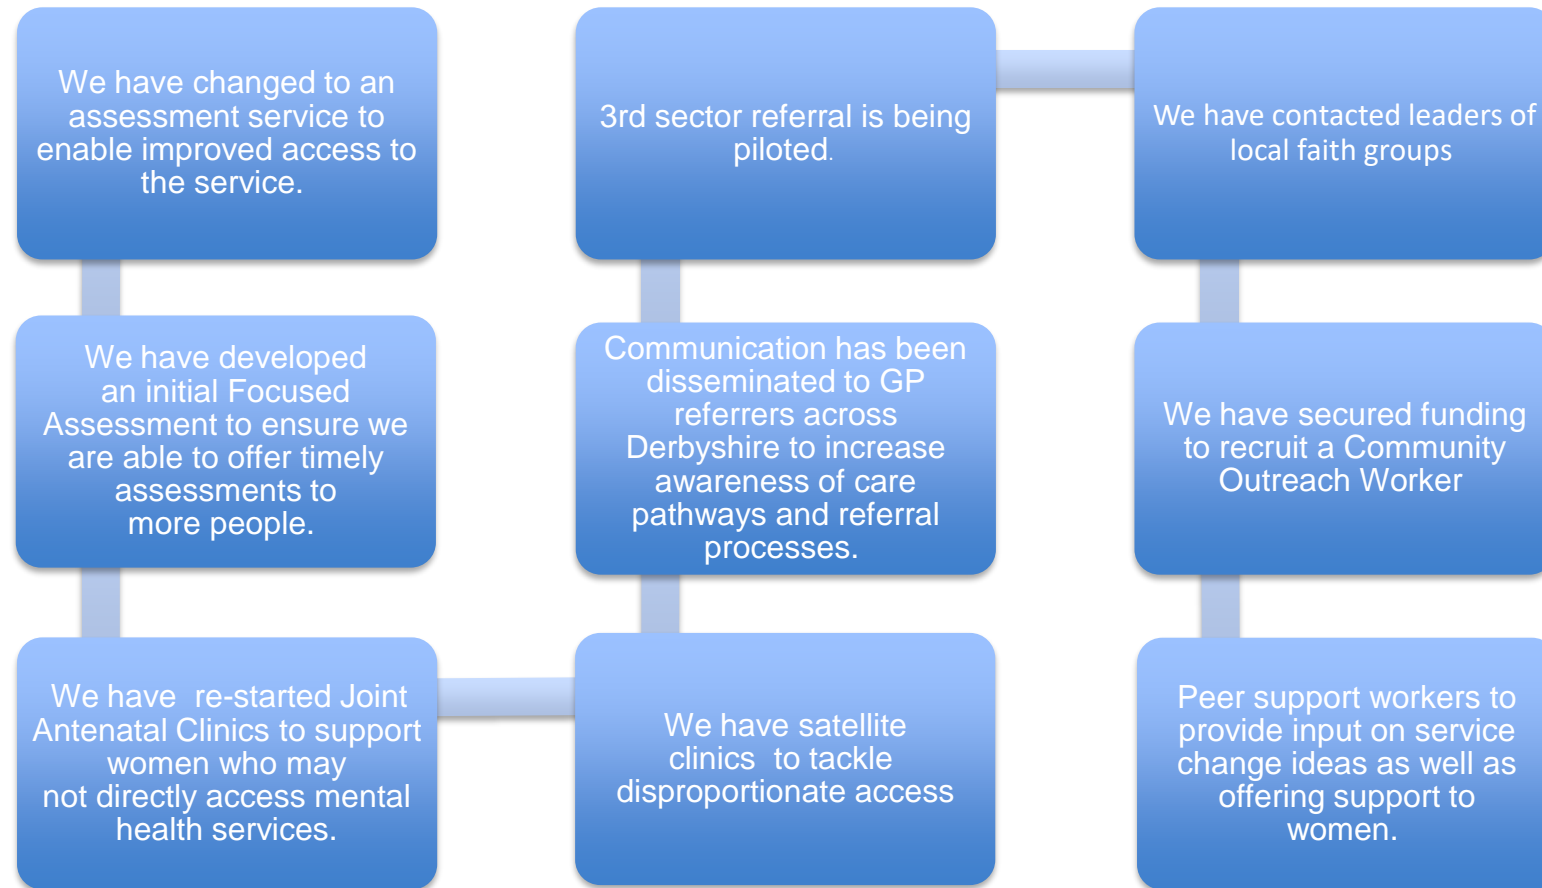 We have changed to an
assessment service to
enable improved access to
the service.
We have developed
an initial Focused
Assessment to ensure we
are able to offer timely
assessments to
more people.
We have  re-started Joint
Antenatal Clinics to support
women who may
not directly access mental
health services.
We have satellite
clinics  to tackle
disproportionate access
Communication has been
disseminated to GP
referrers across
Derbyshire to increase
awareness of care
pathways and referral
processes.
3rd sector referral is being
piloted.
We have contacted leaders of
local faith groups
We have secured funding
to recruit a Community
Outreach Worker
Peer support workers to
provide input on service
change ideas as well as
offering support to
women.